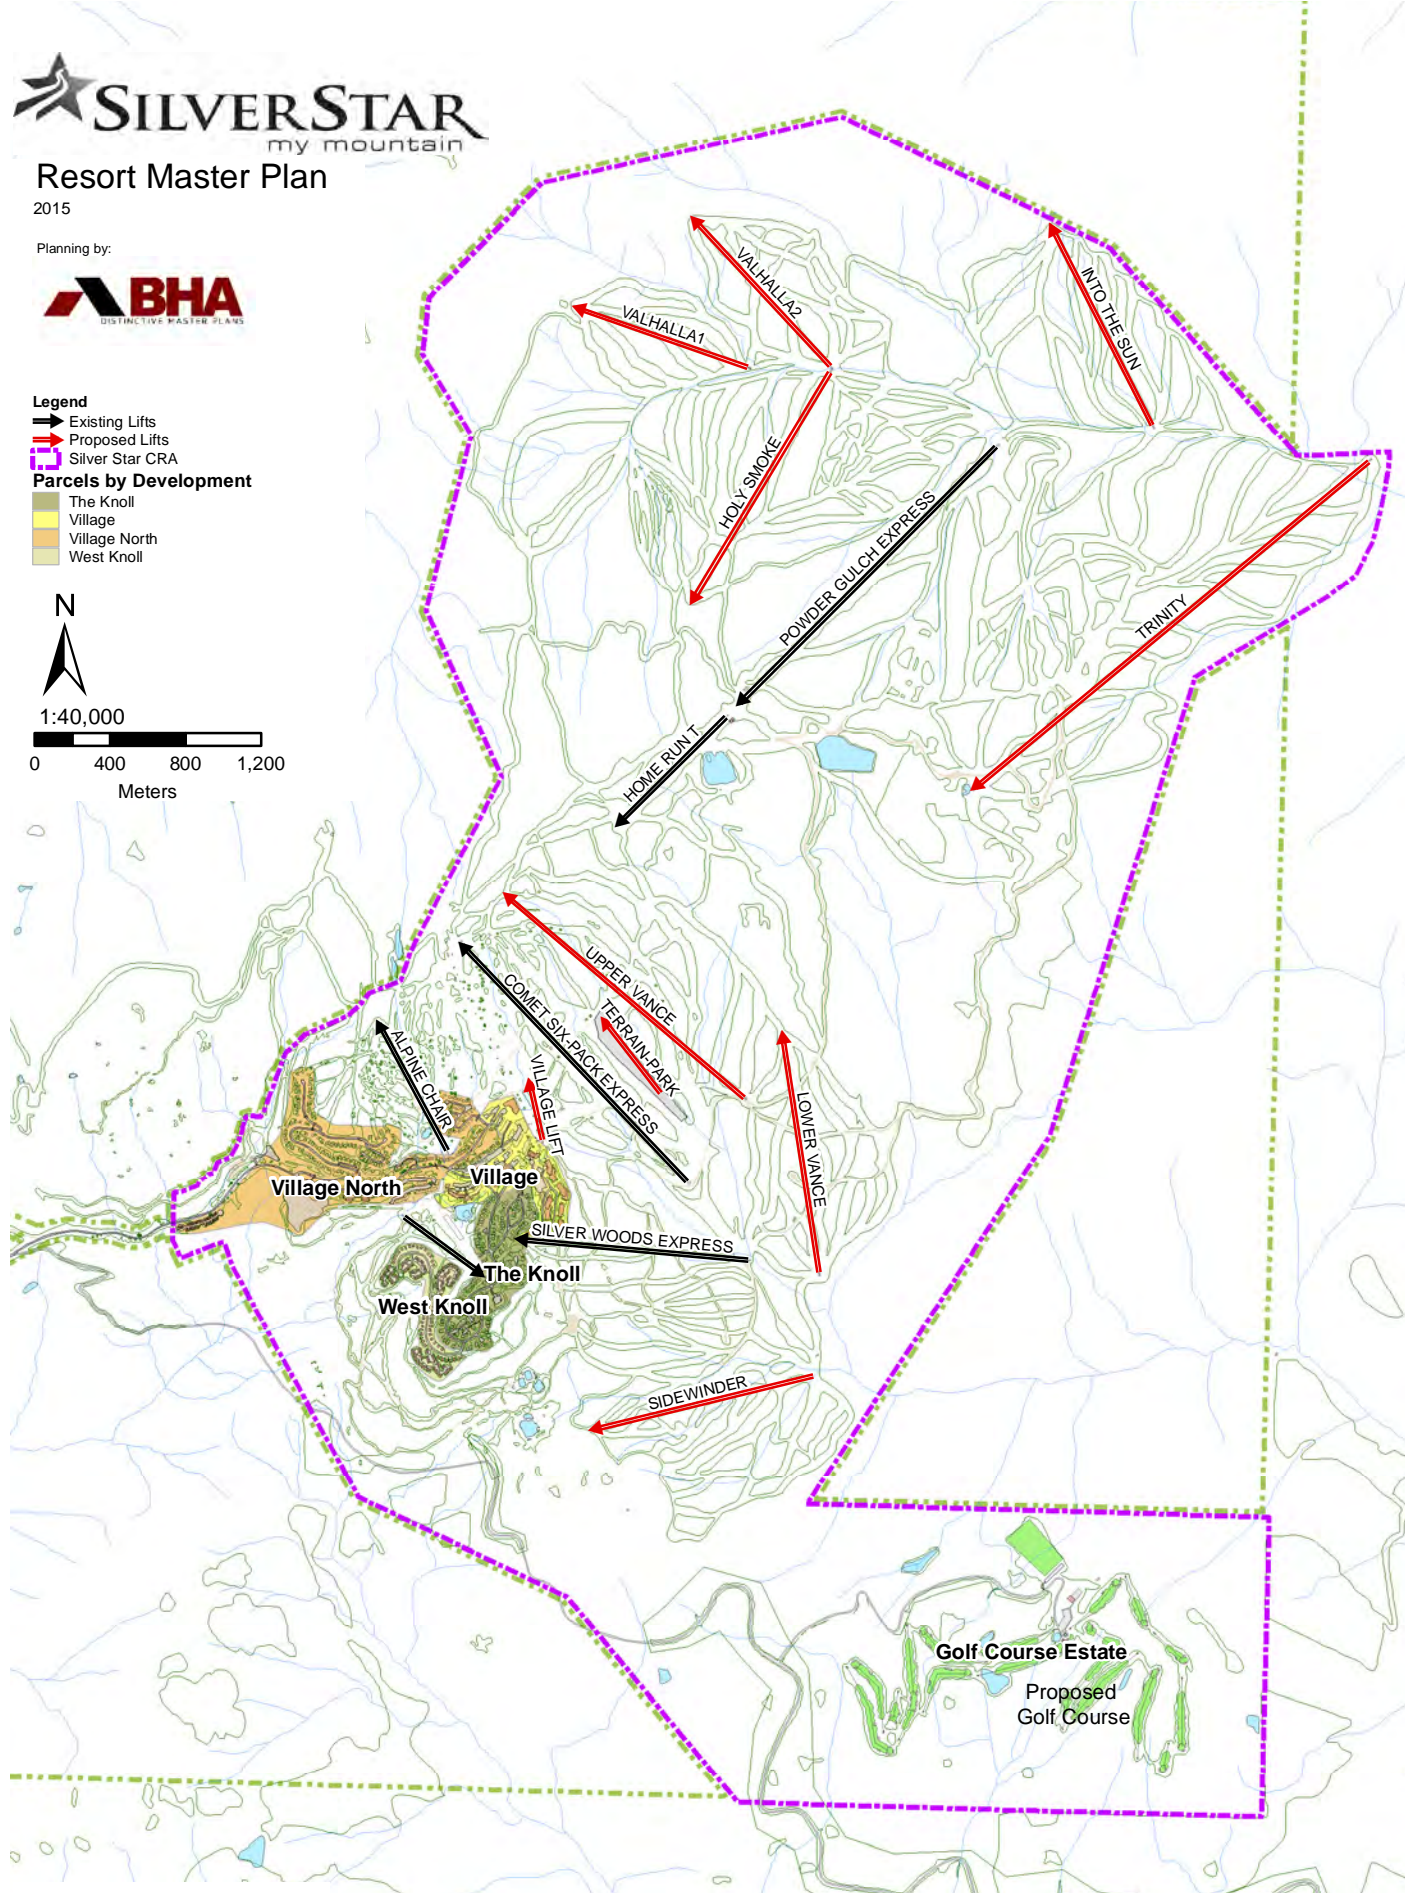 SILVERSTAR
my mountain
Resort Master Plan
2015
Planning by:
BHA
DISTINCTIVE MASTER PLANS
Legend
Existing Lifts
Proposed Lifts
Silver Star CRA
Parcels by Development
The Knoll
Village
Village North
West Knoll
N
1:40,000
0 400 800 1,200
Meters
VALHALLA2
VALHALLA1
INTO THE SUN
HOLY SMOKE
POWDER GULCH EXPRESS
TRINITY
HOME RUN T
UPPER VANCE
COMET SIX-PACK EXPRESS
TERRAIN-PARK
ALPINE CHAIR
VILLAGE LIFT
LOWER VANCE
Village North
Village
SILVER WOODS EXPRESS
The Knoll
West Knoll
SIDEWINDER
Golf Course Estate
Proposed
Golf Course